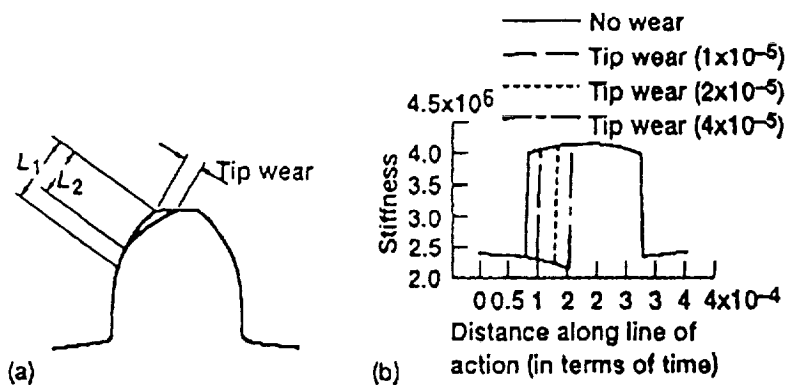 L1
L2
Tip wear
(a)
No wear
Tip wear (1x10–5)
Tip wear (2x10–5)
Tip wear (4x10–5)
4.5x106
4.0
3.5
3.0
2.5
2.0
Stiffness
0 0.5 1 2 2 3 3 4 4x10–4
Distance along line of
action (in terms of time)
(b)